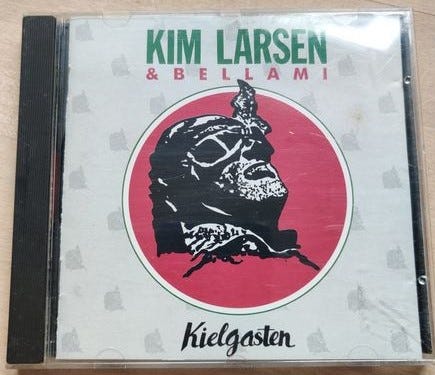 KIM LARSEN
& BELLAMI
Kielgasten